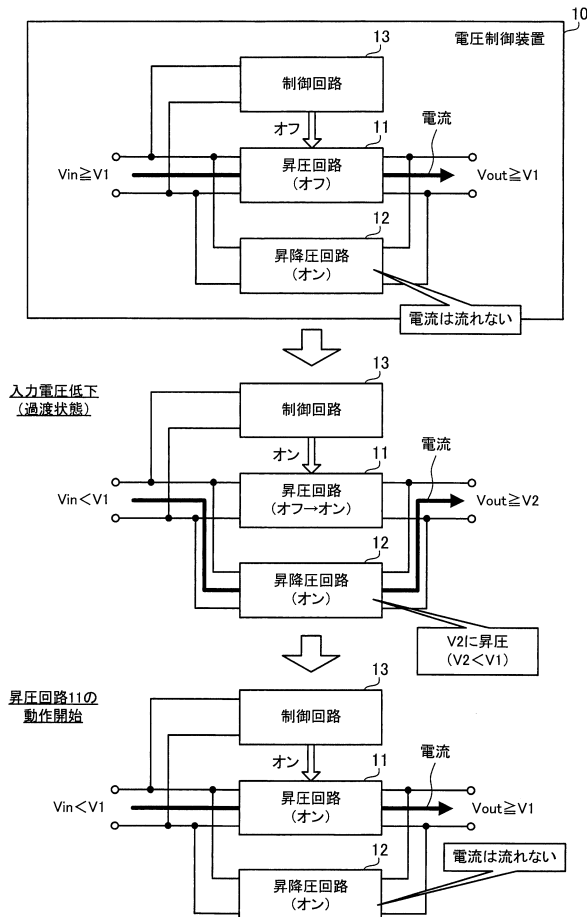 10
電圧制御装置
13
制御回路
オフ
11
電流
Vin≧V1
昇圧回路
(オフ)
Vout≧V1
12
昇降圧回路
(オン)
電流は流れない
入力電圧低下
(過渡状態)
13
制御回路
オン
11
電流
Vin<V1
昇圧回路
(オフ→オン)
Vout≧V2
12
昇降圧回路
(オン)
V2に昇圧
(V2<V1)
昇圧回路11の
動作開始
13
制御回路
オン
11
電流
Vin<V1
昇圧回路
(オン)
Vout≧V1
12
電流は流れない
昇降圧回路
(オン)